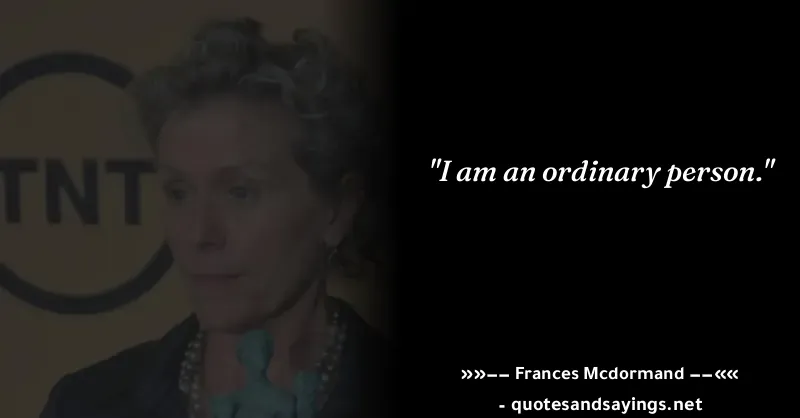 TNT
"I am an ordinary person."
»»–– Frances Mcdormand ––««
- quotesandsayings.net